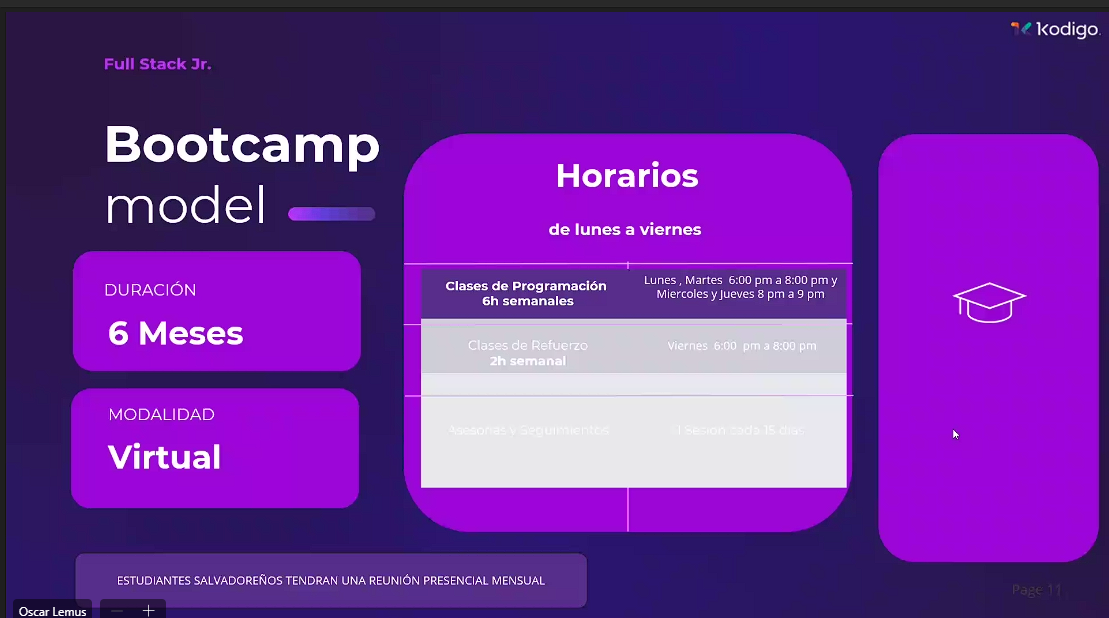 Kodigo.
Full Stack Jr.
Bootcamp
model
DURACIÓN
6 Meses
MODALIDAD
Virtual
Horarios
de lunes a viernes
Clases de Programación
6h semanales
Lunes , Martes 6:00 pm a 8:00 pm y
Miercoles y Jueves 8 pm a 9 pm
Clases de Refuerzo
2h semanal
Viernes 6:00 pm a 8:00 pm
Asesorias y Seguimientos
1 Sesion cada 15 dias
ESTUDIANTES SALVADOREÑOS TENDRAN UNA REUNIÓN PRESENCIAL MENSUAL
Page 11
Oscar Lemus